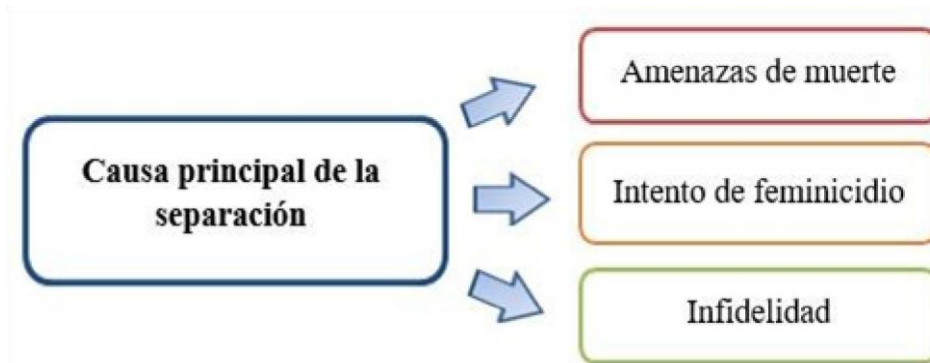 Causa principal de la
separación
Amenazas de muerte
Intento de feminicidio
Infidelidad